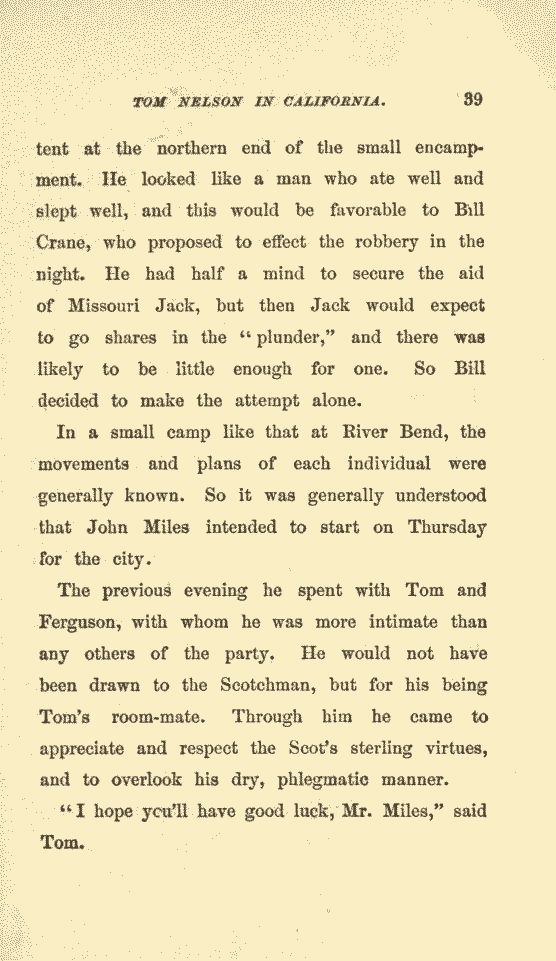 TOM NELSON IN CALIFORNIA. 39
tent at the northern end of the small encamp-
ment. He looked like a man who ate well and
slept well, and this would be favorable to Bill
Crane, who proposed to effect the robbery in the
night. He had half a mind to secure the aid
of Missouri Jack, but then Jack would expect
to go shares in the “plunder,” and there was
likely to be little enough for one. So Bill
decided to make the attempt alone.
In a small camp like that at River Bend, the
movements and plans of each individual were
generally known. So it was generally understood
that John Miles intended to start on Thursday
for the city.
The previous evening he spent with Tom and
Ferguson, with whom he was more intimate than
any others of the party. He would not have
been drawn to the Scotchman, but for his being
Tom’s room-mate. Through him he came to
appreciate and respect the Scot’s sterling virtues,
and to overlook his dry, phlegmatic manner.
“I hope you’ll have good luck, Mr. Miles,” said
Tom.